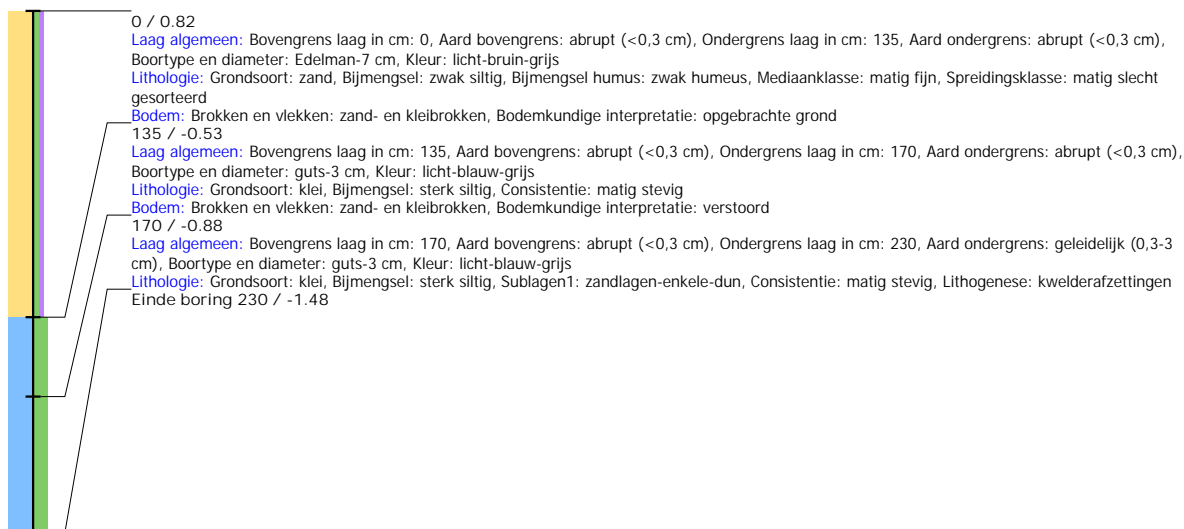 0 / 0.82
Laag algemeen: Bovengrens laag in cm: 0, Aard bovengrens: abrupt (<0,3 cm), Ondergrens laag in cm: 135, Aard ondergrens: abrupt (<0,3 cm),
Boortype en diameter: Edelman-7 cm, Kleur: licht-bruin-grijs
Lithologie: Grondsoort: zand, Bijmengsel: zwak siltig, Bijmengsel humus: zwak humeus, Mediaanklasse: matig fijn, Spreidingsklasse: matig slecht
gesorteerd
Bodem: Brokken en vlekken: zand- en kleibrokken, Bodemkundige interpretatie: opgebrachte grond
135 / -0.53
Laag algemeen: Bovengrens laag in cm: 135, Aard bovengrens: abrupt (<0,3 cm), Ondergrens laag in cm: 170, Aard ondergrens: abrupt (<0,3 cm),
Boortype en diameter: guts-3 cm, Kleur: licht-blauw-grijs
Lithologie: Grondsoort: klei, Bijmengsel: sterk siltig, Consistentie: matig stevig
Bodem: Brokken en vlekken: zand- en kleibrokken, Bodemkundige interpretatie: verstoord
170 / -0.88
Laag algemeen: Bovengrens laag in cm: 170, Aard bovengrens: abrupt (<0,3 cm), Ondergrens laag in cm: 230, Aard ondergrens: geleidelijk (0,3-3
cm), Boortype en diameter: guts-3 cm, Kleur: licht-blauw-grijs
Lithologie: Grondsoort: klei, Bijmengsel: sterk siltig, Sublagen1: zandlagen-enkele-dun, Consistentie: matig stevig, Lithogenese: kwelderafzettingen
Einde boring 230 / -1.48